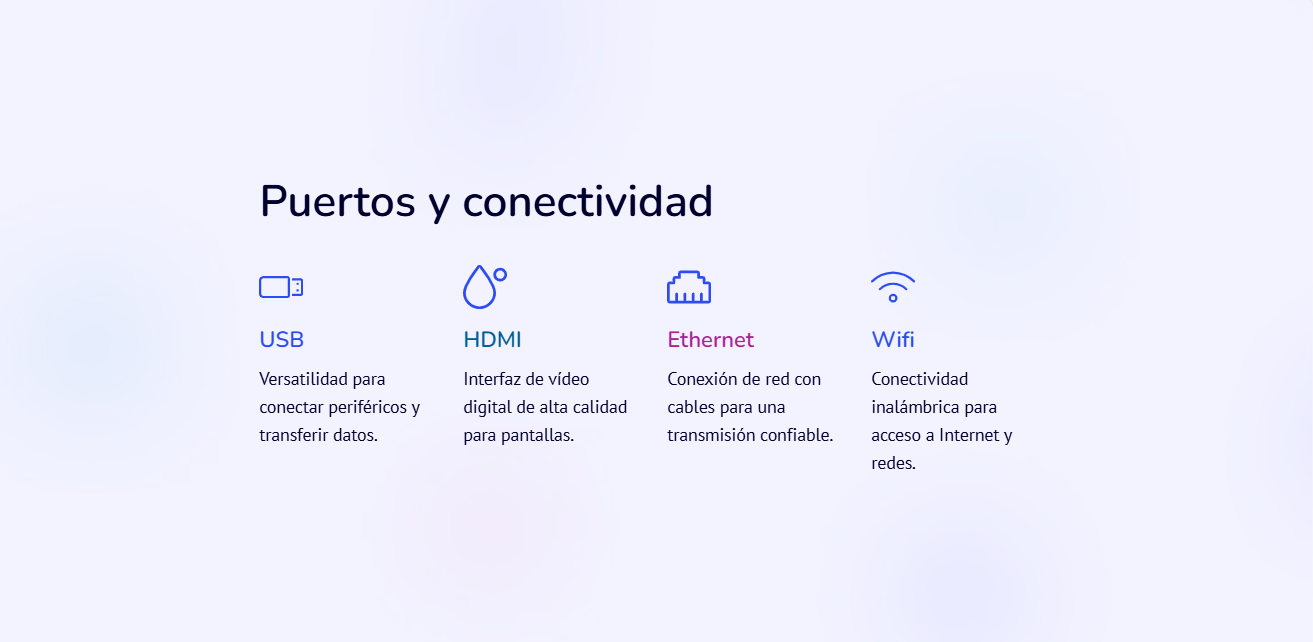 Puertos y conectividad
USB
Versatilidad para
conectar periféricos y
transferir datos.
HDMI
Interfaz de vídeo
digital de alta calidad
para pantallas.
Ethernet
Conexión de red con
cables para una
transmisión confiable.
Wifi
Conectividad
inalámbrica para
acceso a Internet y
redes.